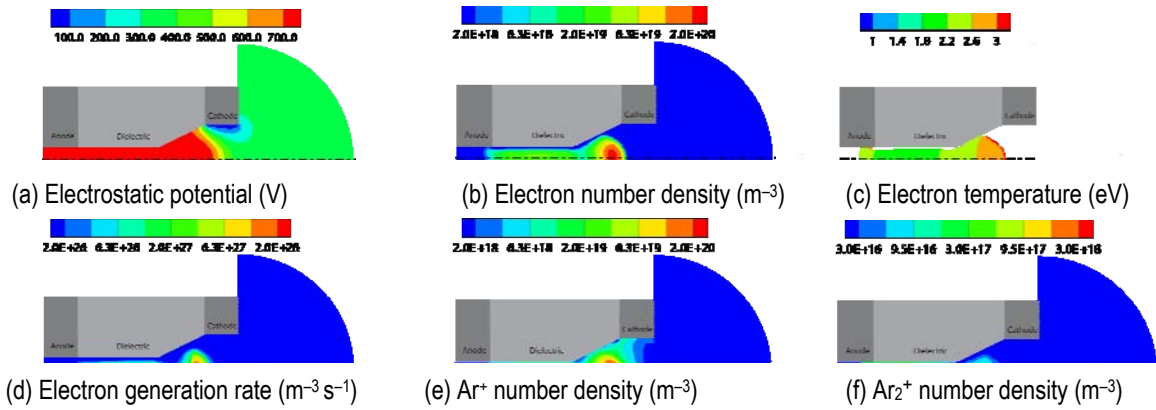 100.0 200.0 300.0 400.0 500.0 600.0 700.0
Anode Dielectric Cathode
(a) Electrostatic potential (V)
2.0E+18 6.3E+18 2.0E+19 6.3E+19 2.0E+20
Anode Dielectric Cathode
(b) Electron number density (m⁻³)
1 1.4 1.8 2.2 2.6 3
Anode Dielectric Cathode
(c) Electron temperature (eV)
2.0E+26 6.3E+26 2.0E+27 6.3E+27 2.0E+28
Anode Dielectric Cathode
(d) Electron generation rate (m⁻³ s⁻¹)
2.0E+18 6.3E+18 2.0E+19 6.3E+19 2.0E+20
Anode Dielectric Cathode
(e) Ar⁺ number density (m⁻³)
3.0E+16 9.5E+16 3.0E+17 9.5E+17 3.0E+18
Anode Dielectric Cathode
(f) Ar₂⁺ number density (m⁻³)